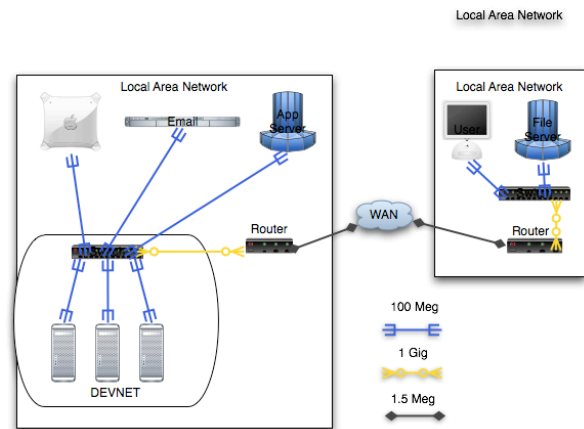 Local Area Network
Local Area Network
Local Area Network
Email
App
Server
User
File
Server
Router
WAN
Router
DEVNET
100 Meg
1 Gig
1.5 Meg